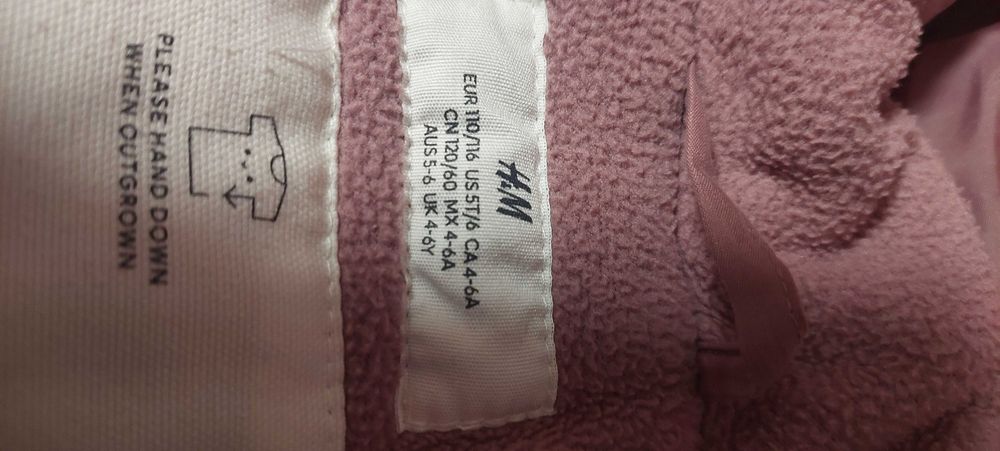 H&M
EUR 110/116 US 5T/6 CA 4-6A
CN 120/60 MX 4-6A
AUS 5-6 UK 4-6Y
PLEASE HAND DOWN
WHEN OUTGROWN